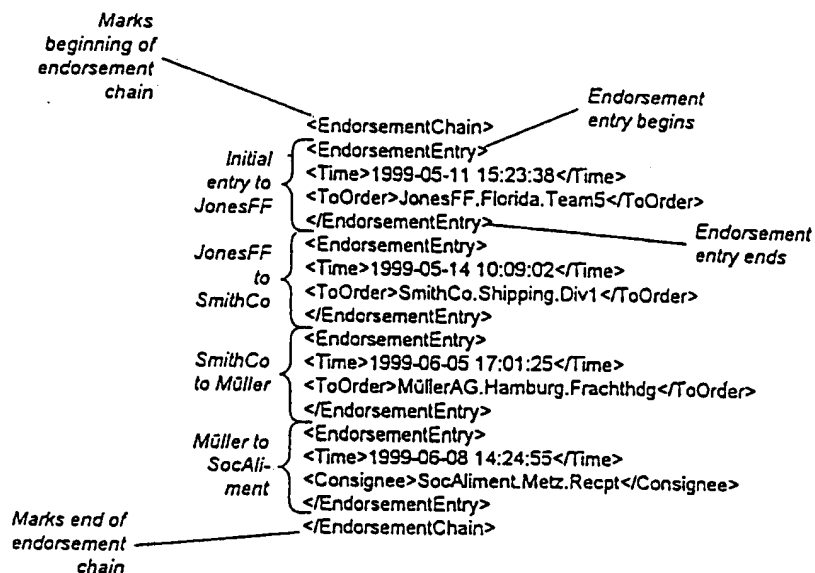 Marks
beginning of
endorsement
chain
Endorsement
entry begins
<EndorsementChain>
<EndorsementEntry>
<Time>1999-05-11 15:23:38</Time>
<ToOrder>JonesFF.Florida.Team5</ToOrder>
</EndorsementEntry>
Initial
entry to
JonesFF
Endorsement
entry ends
<EndorsementEntry>
<Time>1999-05-14 10:09:02</Time>
<ToOrder>SmithCo.Shipping.Div1</ToOrder>
</EndorsementEntry>
JonesFF
to
SmithCo
<EndorsementEntry>
<Time>1999-06-05 17:01:25</Time>
<ToOrder>MüllerAG.Hamburg.Frachthdg</ToOrder>
</EndorsementEntry>
SmithCo
to Müller
<EndorsementEntry>
<Time>1999-06-08 14:24:55</Time>
<Consignee>SocAliment.Metz.Recpt</Consignee>
</EndorsementEntry>
Müller to
SocAli-
ment
</EndorsementChain>
Marks end of
endorsement
chain